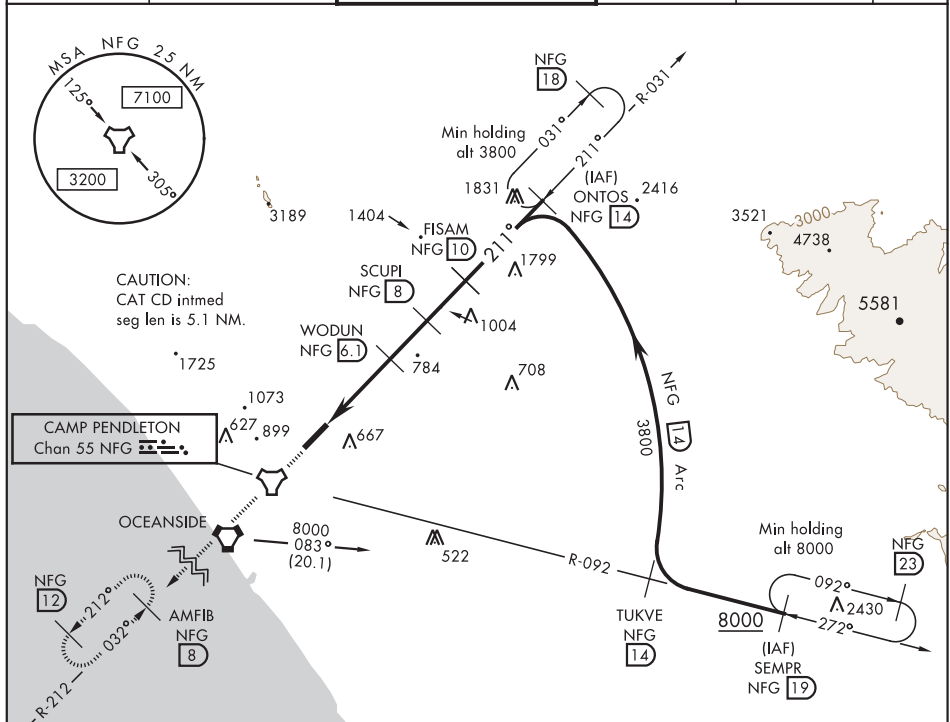 MSA NFG 25 NM
125°
7100
3200
305°
NFG
18
R-031
031°
211°
Min holding
alt 3800
(IAF)
ONTOS
NFG 14
2416
1831
3189
1404
FISAM
NFG 10
211°
1799
3521
3000
4738
5581
SCUPI
NFG 8
1004
CAUTION:
CAT CD intmed
seg len is 5.1 NM.
WODUN
NFG 6.1
784
1725
708
1073
627
899
667
CAMP PENDLETON
Chan 55 NFG
NFG 14 Arc
3800
OCEANSIDE
8000
083°
(20.1)
522
R-092
Min holding
alt 8000
NFG
23
092°
2430
272°
8000
TUKVE
NFG
14
(IAF)
SEMPR
NFG 19
NFG
12
212°
032°
AMFIB
NFG
8
R-212